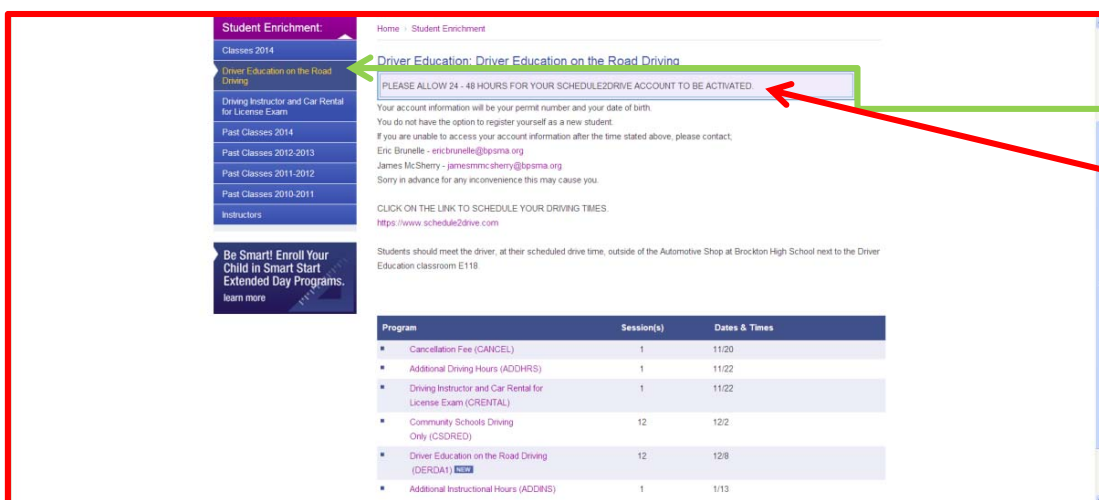 Student Enrichment:
Classes 2014
Driver Education on the Road
Driving
Driving Instructor and Car Rental
for License Exam
Past Classes 2014
Past Classes 2012-2013
Past Classes 2011-2012
Past Classes 2010-2011
Instructors
Be Smart! Enroll Your
Child in Smart Start
Extended Day Programs.
learn more
Home › Student Enrichment
Driver Education: Driver Education on the Road Driving
PLEASE ALLOW 24 - 48 HOURS FOR YOUR SCHEDULE2DRIVE ACCOUNT TO BE ACTIVATED.
Your account information will be your permit number and your date of birth.
You do not have the option to register yourself as a new student.
If you are unable to access your account information after the time stated above, please contact,
Eric Brunelle - ericbrunelle@bpsma.org
James McSherry - jamesmmcsherry@bpsma.org
Sorry in advance for any inconvenience this may cause you.
CLICK ON THE LINK TO SCHEDULE YOUR DRIVING TIMES.
https://www.schedule2drive.com
Students should meet the driver, at their scheduled drive time, outside of the Automotive Shop at Brockton High School next to the Driver
Education classroom E118.
Program Session(s) Dates & Times
Cancellation Fee (CANCEL) 1 11/20
Additional Driving Hours (ADDHRS) 1 11/22
Driving Instructor and Car Rental for 1 11/22
License Exam (CRENTAL)
Community Schools Driving 12 12/2
Only (CSDRED)
Driver Education on the Road Driving 12 12/8
(DERDA1) NEW
Additional Instructional Hours (ADDINS) 1 1/13